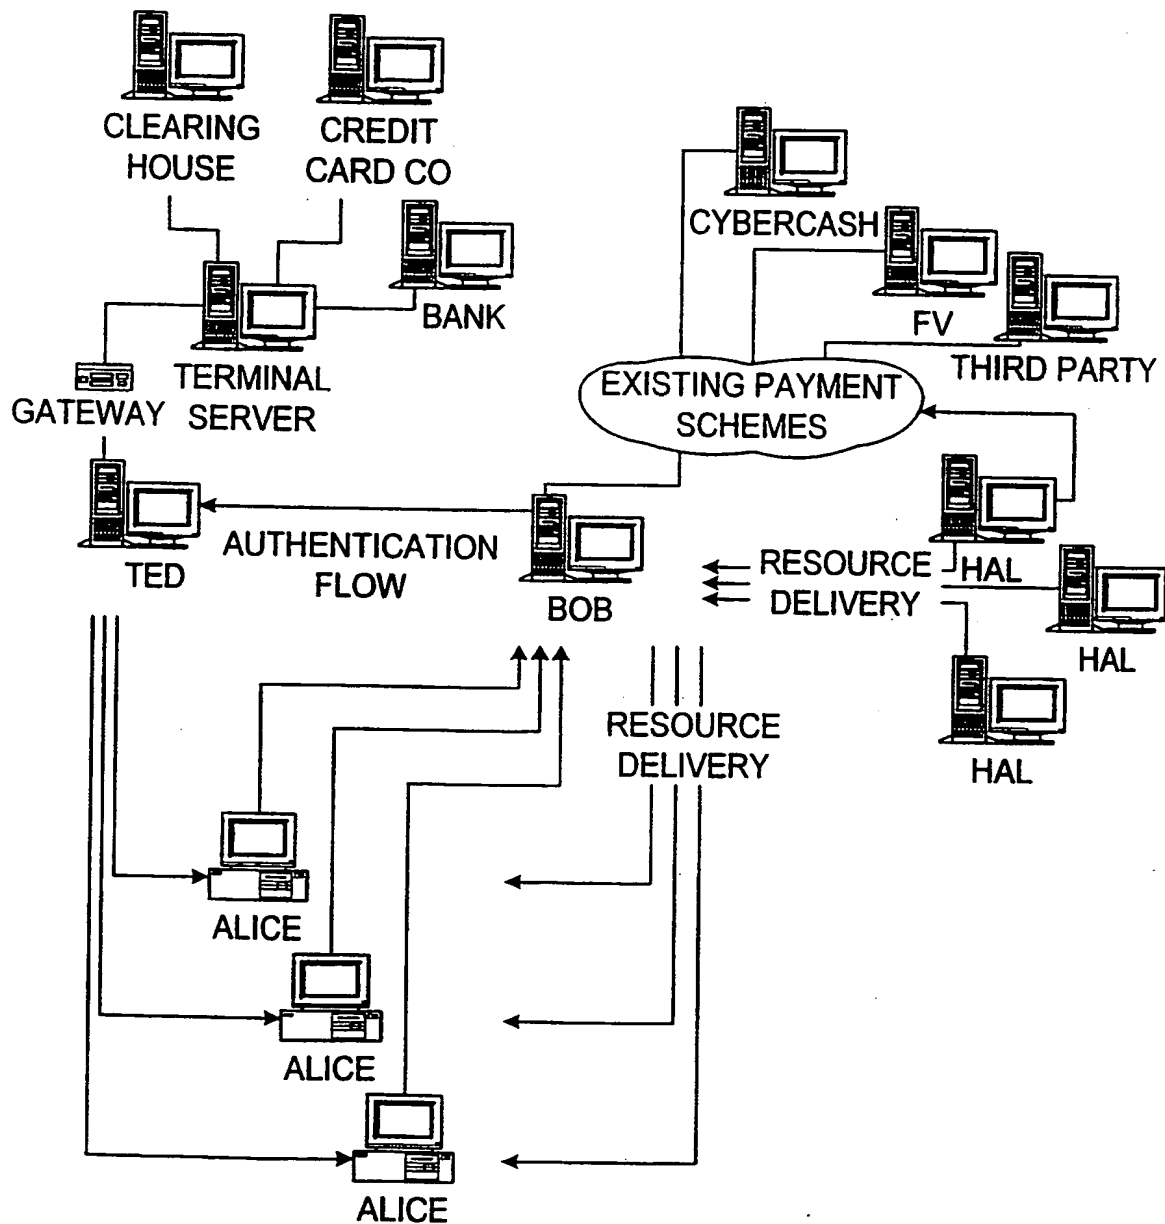 CLEARING
HOUSE
CREDIT
CARD CO
CYBERCASH
BANK
FV
THIRD PARTY
TERMINAL
SERVER
GATEWAY
EXISTING PAYMENT
SCHEMES
AUTHENTICATION
FLOW
TED
BOB
RESOURCE
DELIVERY
HAL
HAL
HAL
RESOURCE
DELIVERY
ALICE
ALICE
ALICE